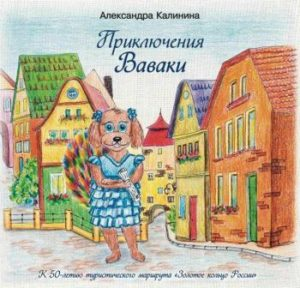 Александра Калинина
Приключения
Ваваки
К 50-летию туристического маршрута «Золотое кольцо России»